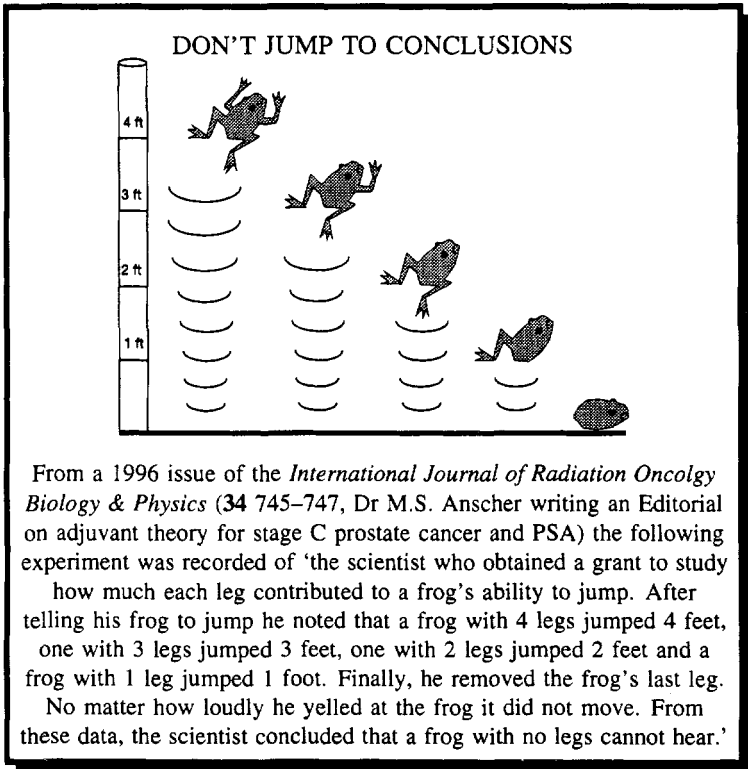 DON'T JUMP TO CONCLUSIONS
4 ft
3 ft
2 ft
1 ft
From a 1996 issue of the International Journal of Radiation Oncolgy
Biology & Physics (34 745–747, Dr M.S. Anscher writing an Editorial
on adjuvant theory for stage C prostate cancer and PSA) the following
experiment was recorded of 'the scientist who obtained a grant to study
how much each leg contributed to a frog's ability to jump. After
telling his frog to jump he noted that a frog with 4 legs jumped 4 feet,
one with 3 legs jumped 3 feet, one with 2 legs jumped 2 feet and a
frog with 1 leg jumped 1 foot. Finally, he removed the frog's last leg.
No matter how loudly he yelled at the frog it did not move. From
these data, the scientist concluded that a frog with no legs cannot hear.'